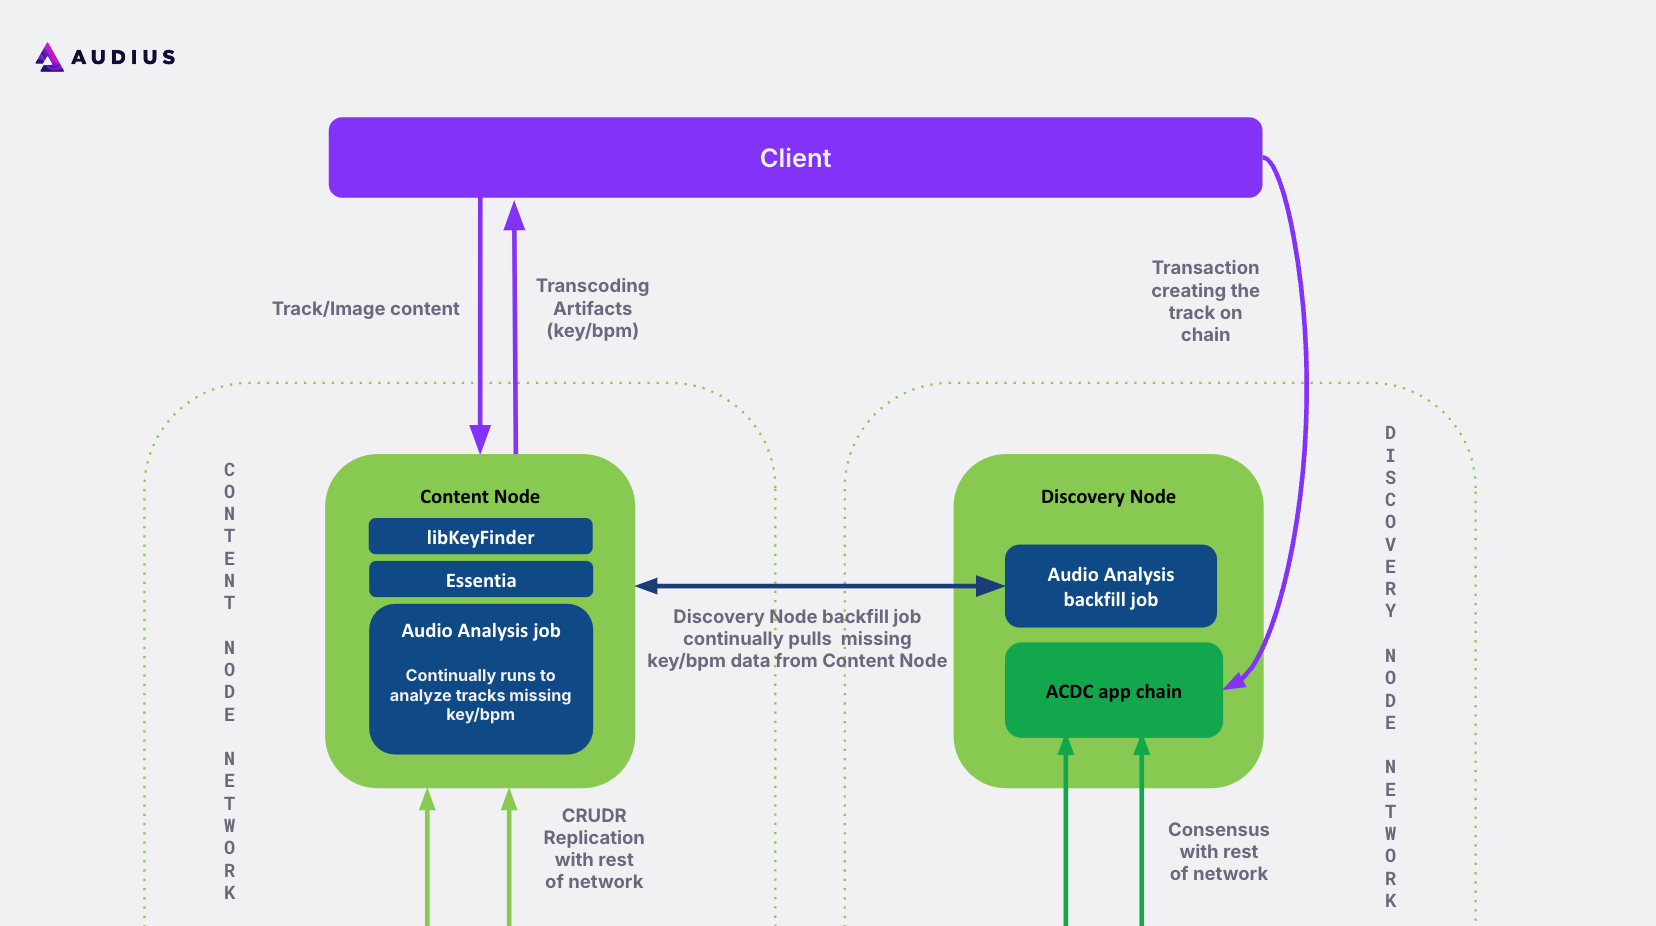 AUDIUS
Client
Track/Image content
Transcoding
Artifacts
(key/bpm)
Transaction
creating the
track on
chain
CONTENT NODE NETWORK
Content Node
libKeyFinder
Essentia
Audio Analysis job
Continually runs to
analyze tracks missing
key/bpm
Discovery Node backfill job
continually pulls  missing
key/bpm data from Content Node
Discovery Node
Audio Analysis
backfill job
ACDC app chain
DISCOVERY NODE NETWORK
CRUDR
Replication
with rest
of network
Consensus
with rest
of network